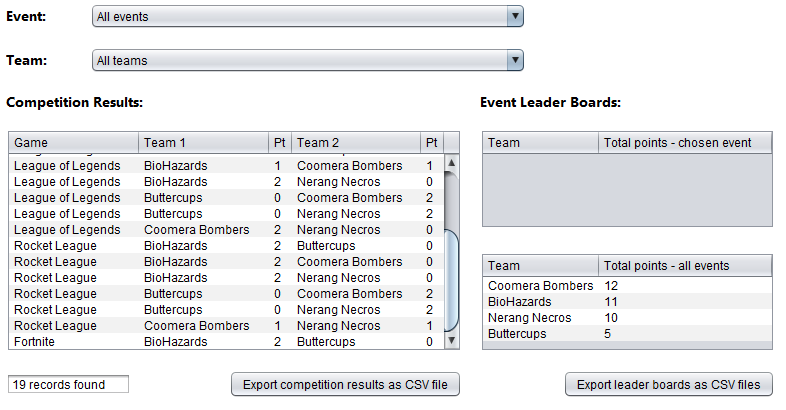 Event: All events
Team: All teams
Competition Results: Event Leader Boards:
Game Team 1 Pt Team 2 Pt
League of Legends BioHazards 1 Coomera Bombers 1
League of Legends BioHazards 2 Nerang Necros 0
League of Legends Buttercups 0 Coomera Bombers 2
League of Legends Buttercups 0 Nerang Necros 2
League of Legends Coomera Bombers 2 Nerang Necros 0
Rocket League BioHazards 2 Buttercups 0
Rocket League BioHazards 2 Coomera Bombers 0
Rocket League BioHazards 2 Nerang Necros 0
Rocket League Buttercups 0 Coomera Bombers 2
Rocket League Buttercups 0 Nerang Necros 2
Rocket League Coomera Bombers 1 Nerang Necros 1
Fortnite BioHazards 2 Buttercups 0
Team Total points - chosen event
Team Total points - all events
Coomera Bombers 12
BioHazards 11
Nerang Necros 10
Buttercups 5
19 records found Export competition results as CSV file Export leader boards as CSV files